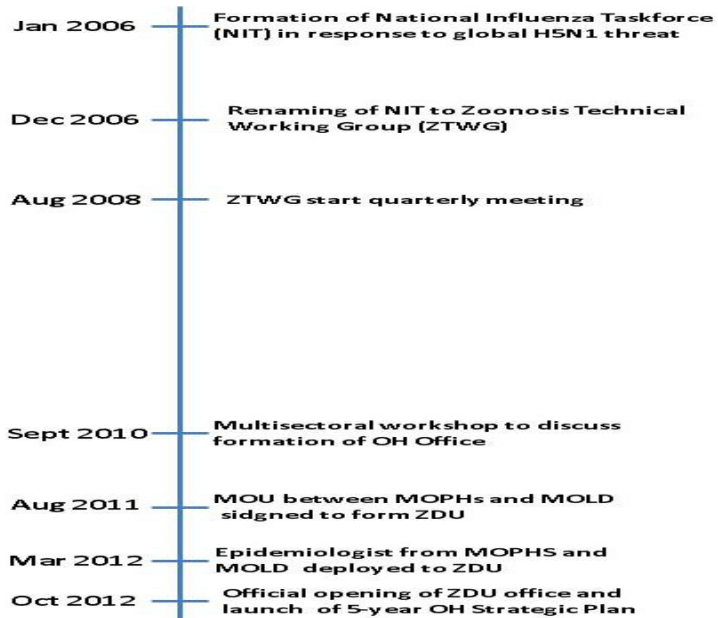 Jan 2006
Formation of National Influenza Taskforce
(NIT) in response to global H5N1 threat
Dec 2006
Renaming of NIT to Zoonosis Technical
Working Group (ZTWG)
Aug 2008
ZTWG start quarterly meeting
Sept 2010
Multisectoral workshop to discuss
formation of OH Office
Aug 2011
MOU between MOPHs and MOLD
sidgned to form ZDU
Mar 2012
Epidemiologist from MOPHS and
MOLD deployed to ZDU
Oct 2012
Official opening of ZDU office and
launch of 5-year OH Strategic Plan